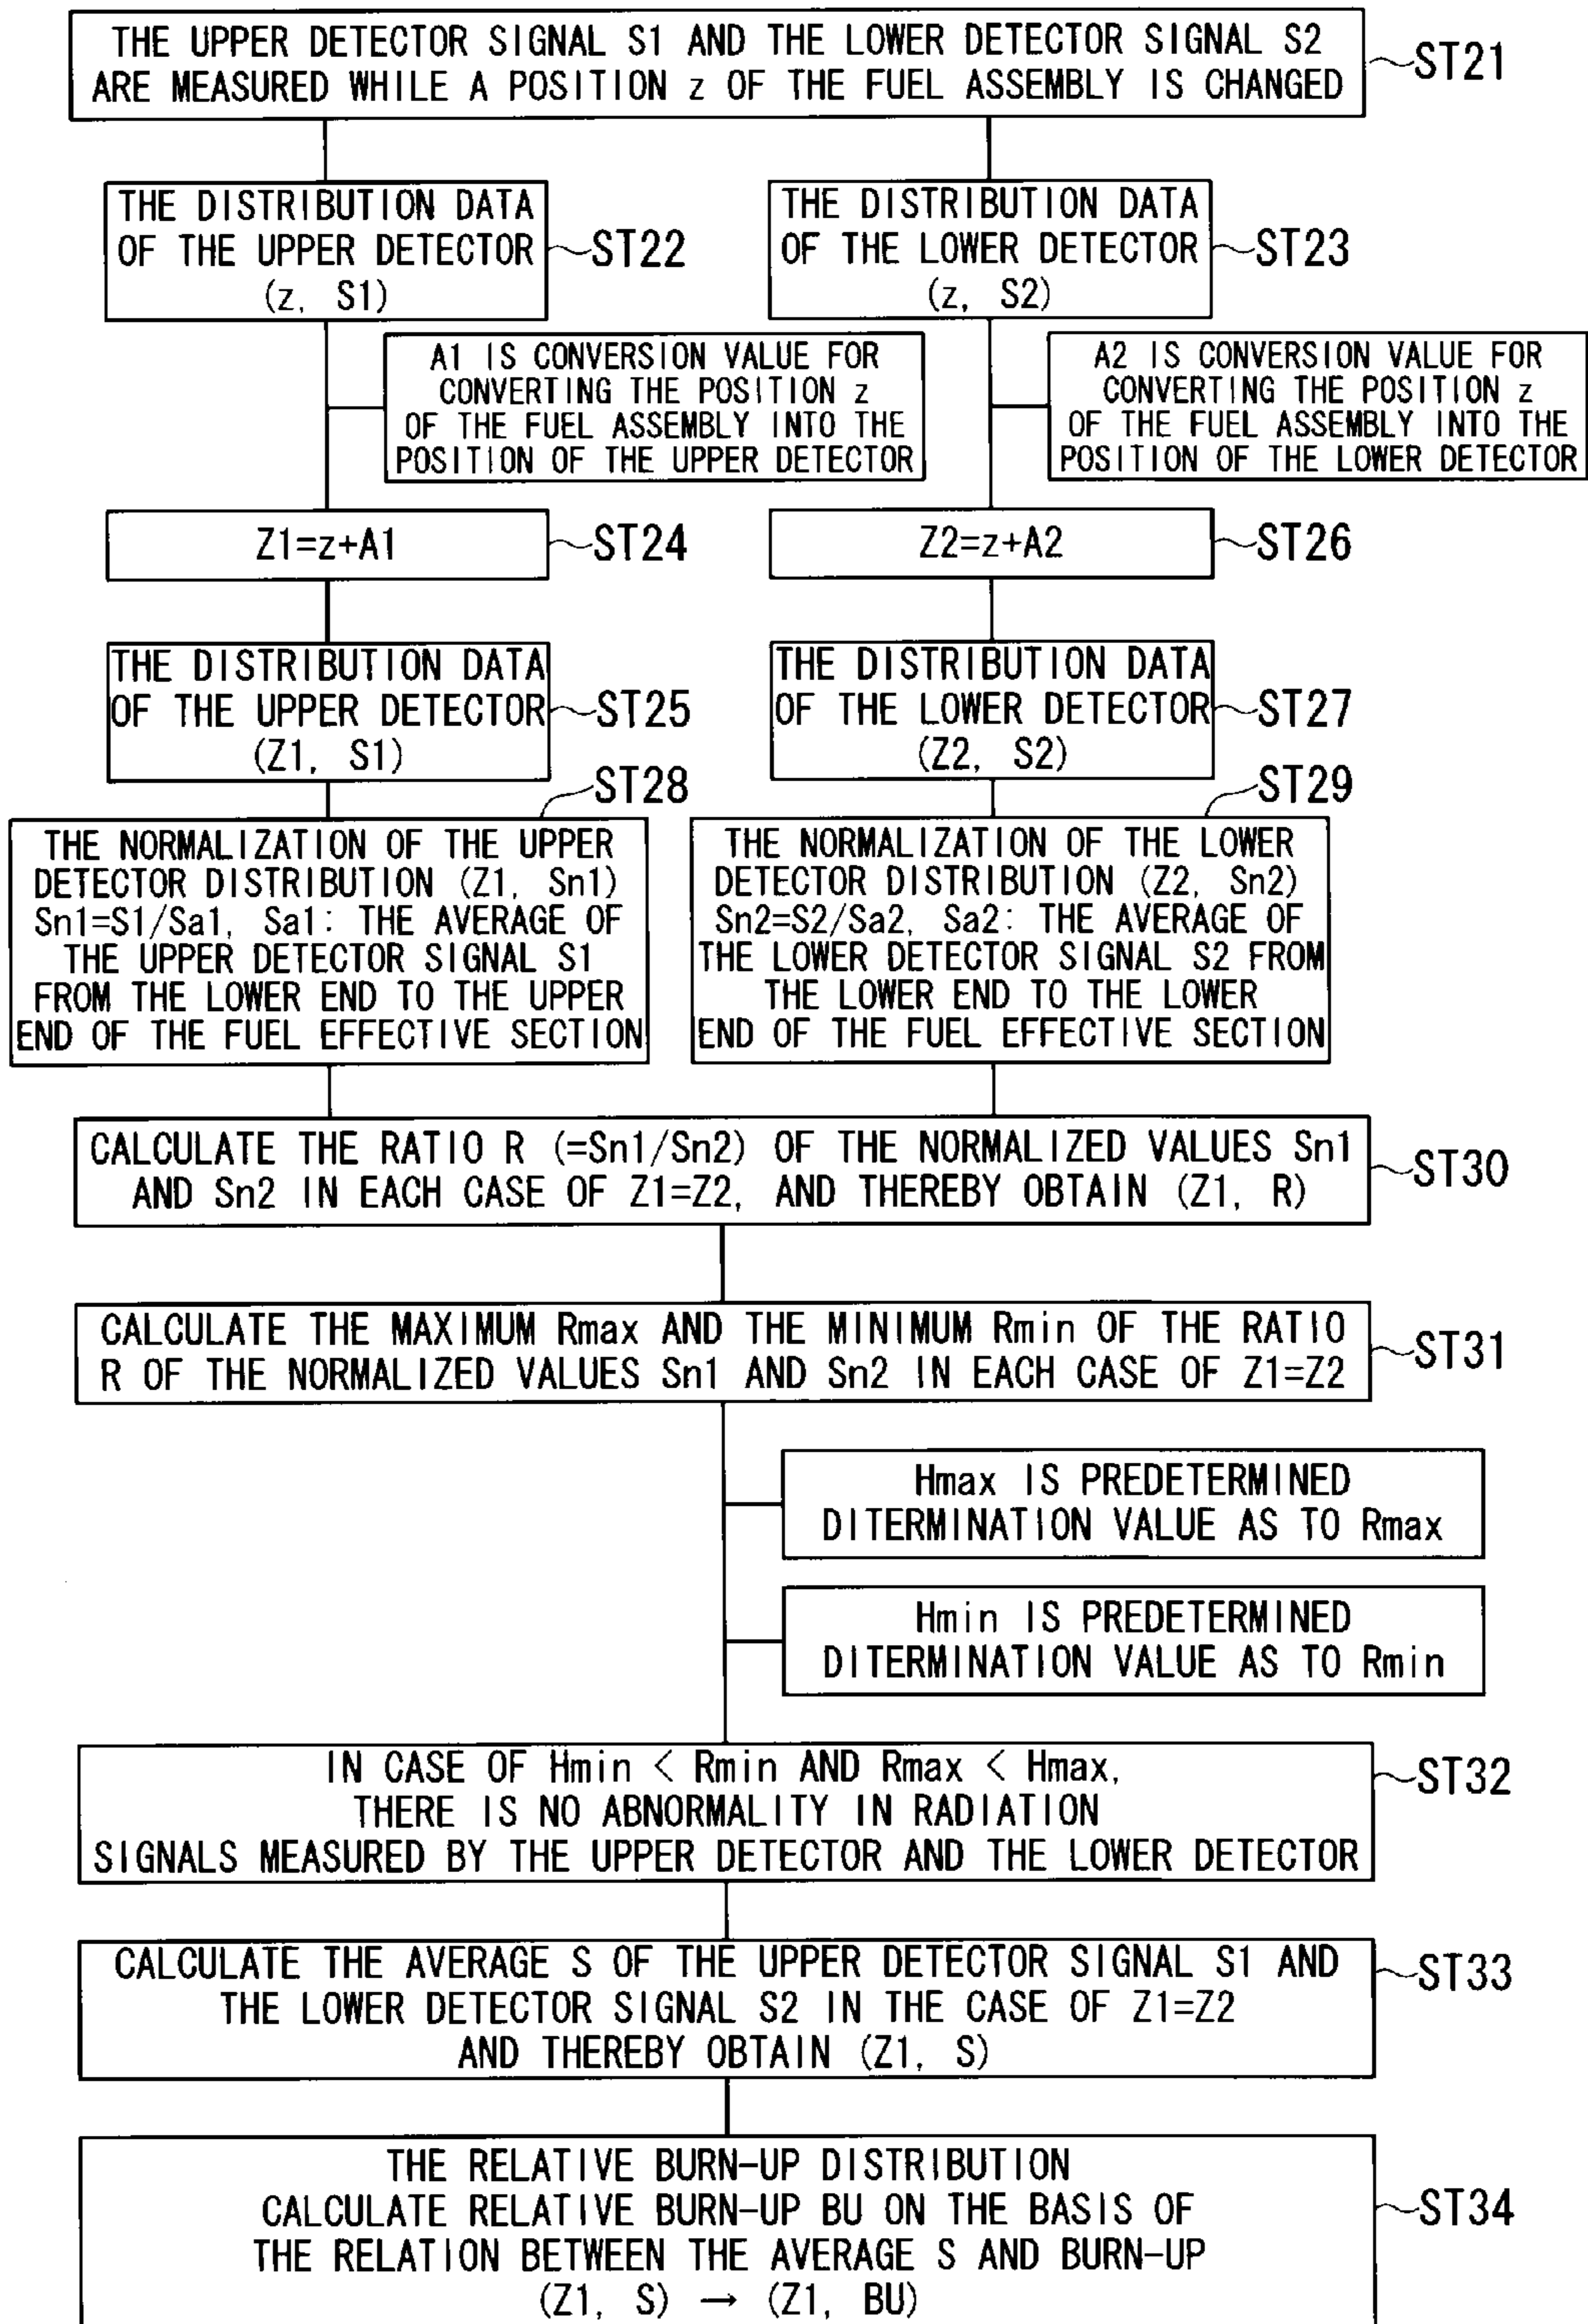 THE UPPER DETECTOR SIGNAL S1 AND THE LOWER DETECTOR SIGNAL S2
ARE MEASURED WHILE A POSITION z OF THE FUEL ASSEMBLY IS CHANGED
ST21
THE DISTRIBUTION DATA
OF THE UPPER DETECTOR
(z, S1)
ST22
THE DISTRIBUTION DATA
OF THE LOWER DETECTOR
(z, S2)
ST23
A1 IS CONVERSION VALUE FOR
CONVERTING THE POSITION z
OF THE FUEL ASSEMBLY INTO THE
POSITION OF THE UPPER DETECTOR
A2 IS CONVERSION VALUE FOR
CONVERTING THE POSITION z
OF THE FUEL ASSEMBLY INTO THE
POSITION OF THE LOWER DETECTOR
Z1=z+A1
ST24
Z2=z+A2
ST26
THE DISTRIBUTION DATA
OF THE UPPER DETECTOR
(Z1, S1)
ST25
THE DISTRIBUTION DATA
OF THE LOWER DETECTOR
(Z2, S2)
ST27
ST28
THE NORMALIZATION OF THE UPPER
DETECTOR DISTRIBUTION (Z1, Sn1)
Sn1=S1/Sa1, Sa1: THE AVERAGE OF
THE UPPER DETECTOR SIGNAL S1
FROM THE LOWER END TO THE UPPER
END OF THE FUEL EFFECTIVE SECTION
ST29
THE NORMALIZATION OF THE LOWER
DETECTOR DISTRIBUTION (Z2, Sn2)
Sn2=S2/Sa2, Sa2: THE AVERAGE OF
THE LOWER DETECTOR SIGNAL S2 FROM
THE LOWER END TO THE LOWER
END OF THE FUEL EFFECTIVE SECTION
CALCULATE THE RATIO R (=Sn1/Sn2) OF THE NORMALIZED VALUES Sn1
AND Sn2 IN EACH CASE OF Z1=Z2, AND THEREBY OBTAIN (Z1, R)
ST30
CALCULATE THE MAXIMUM Rmax AND THE MINIMUM Rmin OF THE RATIO
R OF THE NORMALIZED VALUES Sn1 AND Sn2 IN EACH CASE OF Z1=Z2
ST31
Hmax IS PREDETERMINED
DITERMINATION VALUE AS TO Rmax
Hmin IS PREDETERMINED
DITERMINATION VALUE AS TO Rmin
IN CASE OF Hmin < Rmin AND Rmax < Hmax,
THERE IS NO ABNORMALITY IN RADIATION
SIGNALS MEASURED BY THE UPPER DETECTOR AND THE LOWER DETECTOR
ST32
CALCULATE THE AVERAGE S OF THE UPPER DETECTOR SIGNAL S1 AND
THE LOWER DETECTOR SIGNAL S2 IN THE CASE OF Z1=Z2
AND THEREBY OBTAIN (Z1, S)
ST33
THE RELATIVE BURN-UP DISTRIBUTION
CALCULATE RELATIVE BURN-UP BU ON THE BASIS OF
THE RELATION BETWEEN THE AVERAGE S AND BURN-UP
(Z1, S) → (Z1, BU)
ST34